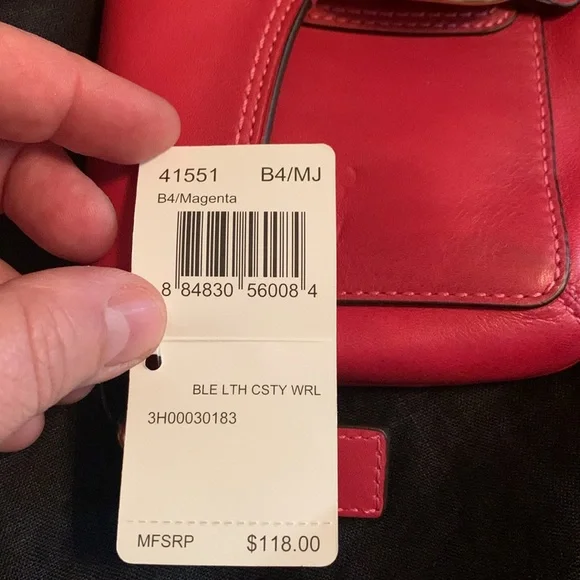 41551 B4/MJ
B4/Magenta
8 84830 56008 4
BLE LTH CSTY WRL
3H00030183
MFSRP $118.00